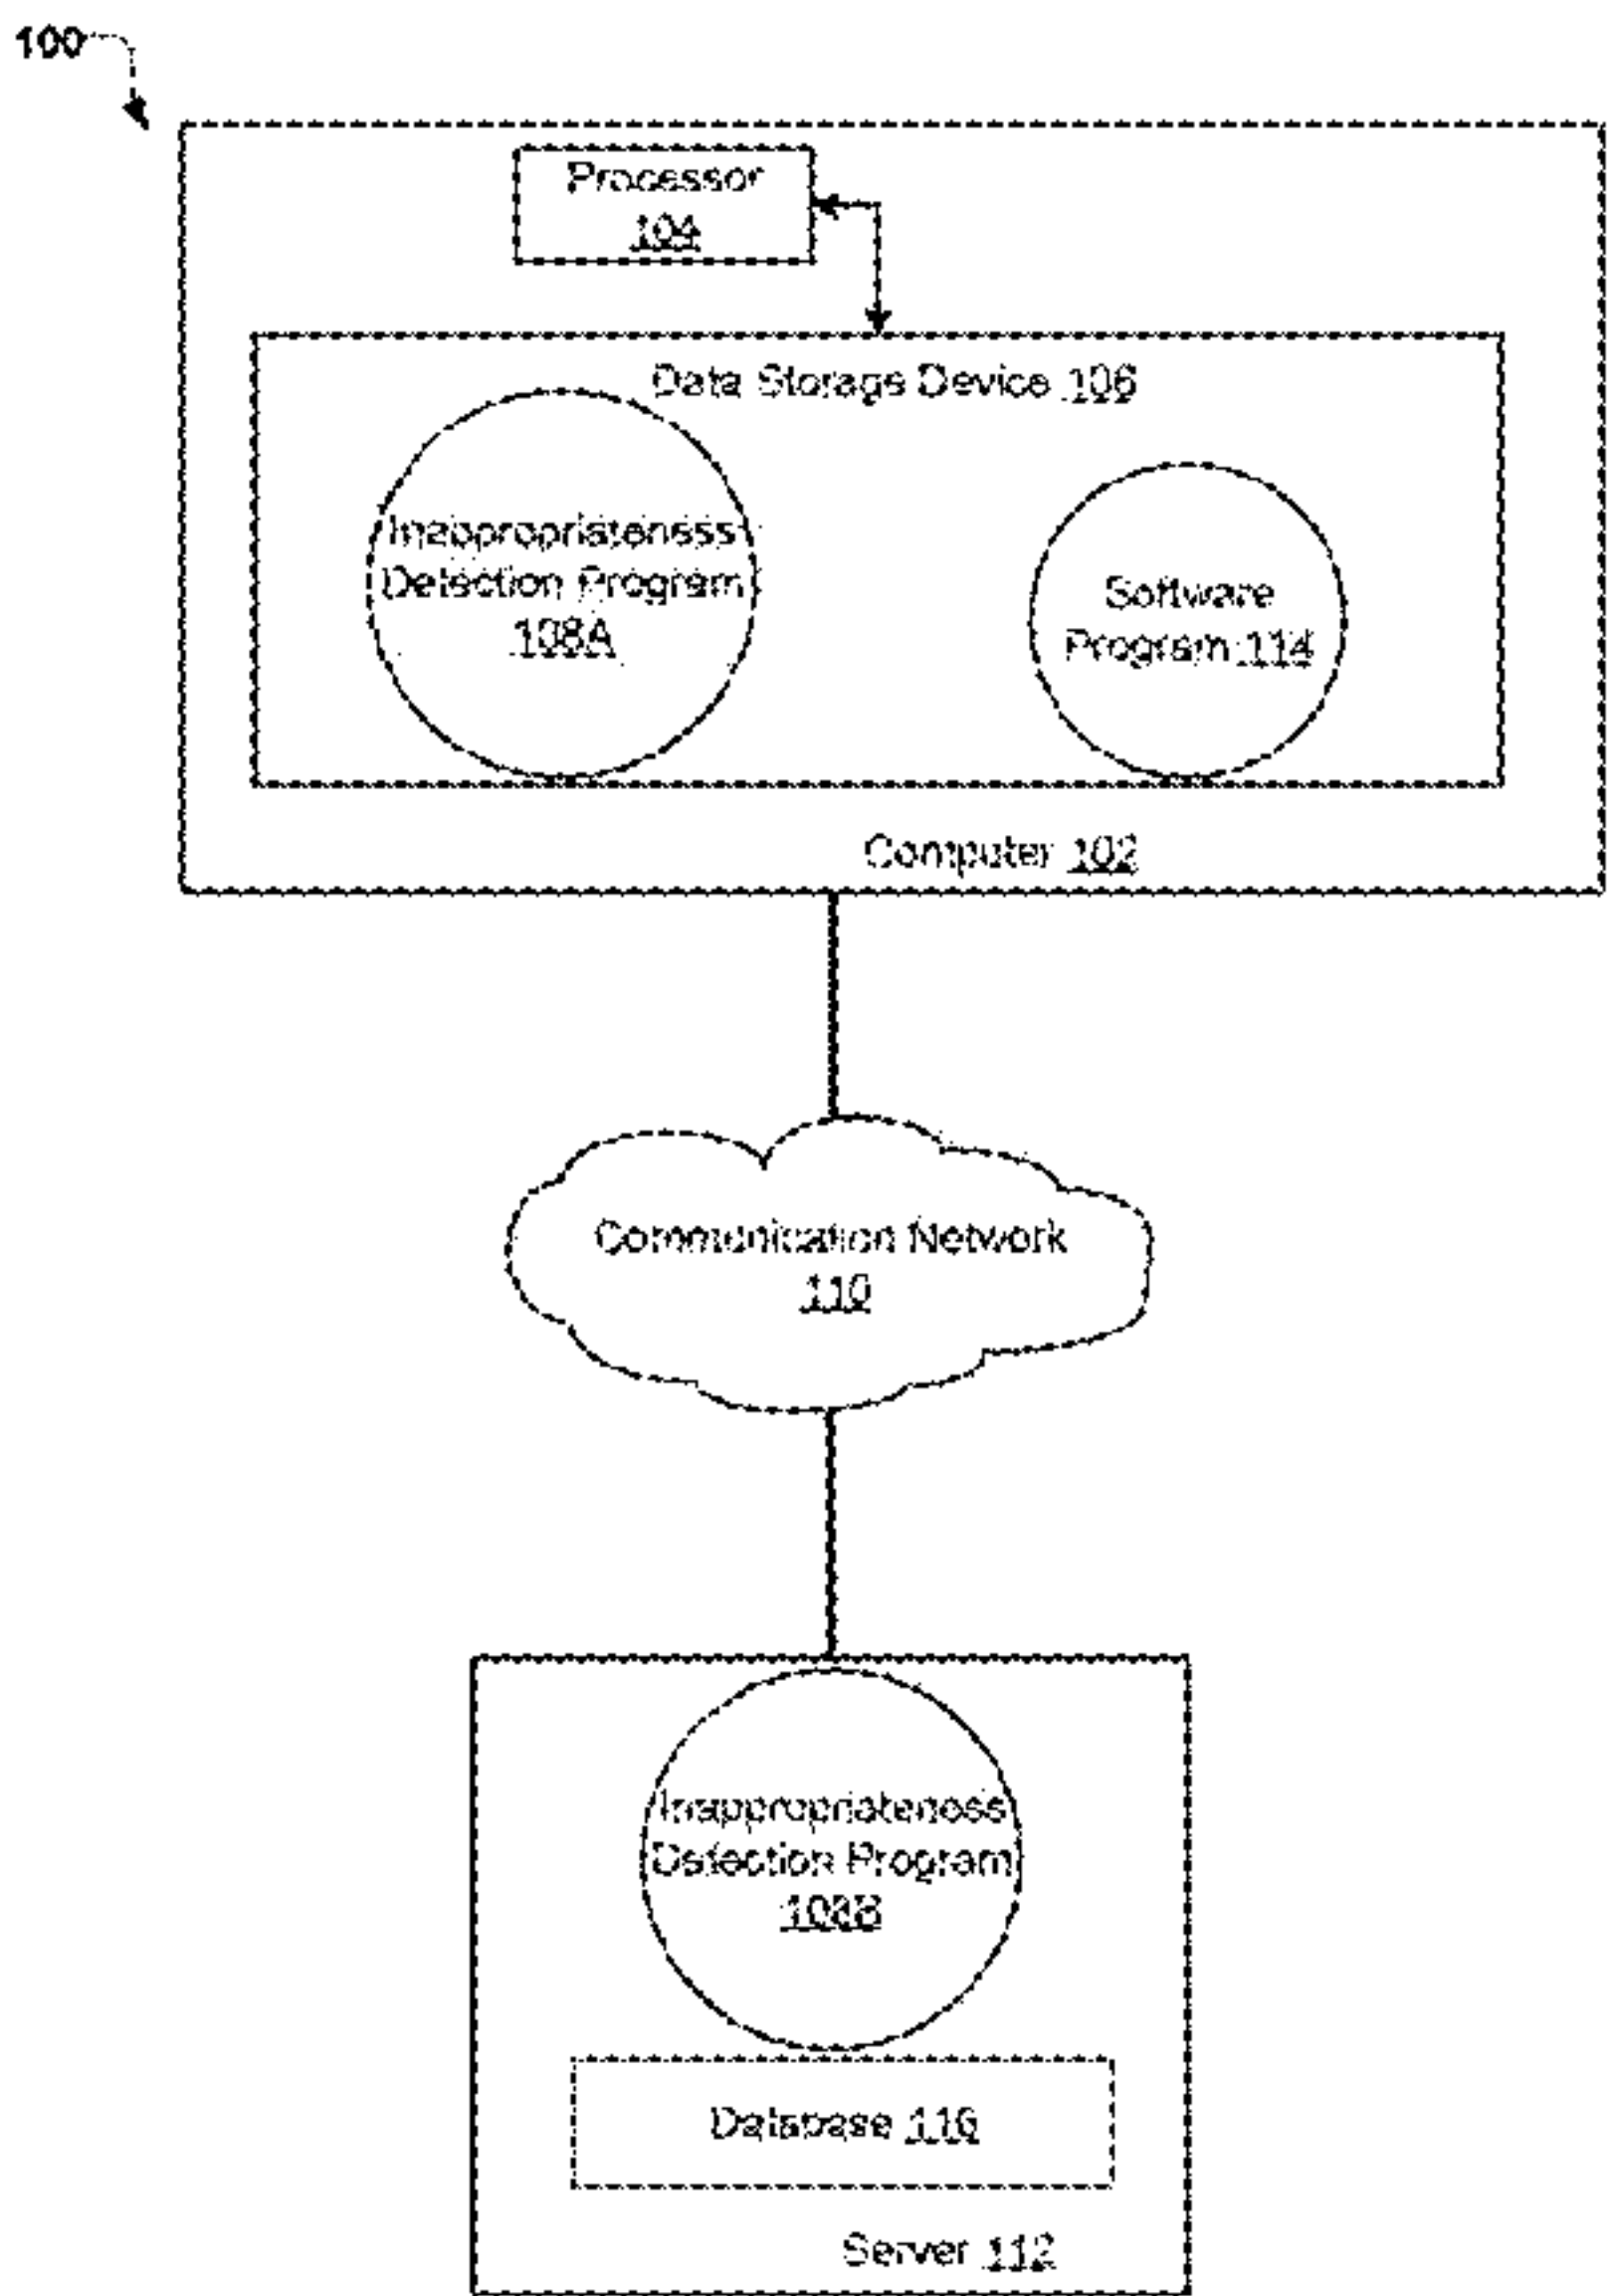 100
Processor
104
Data Storage Device 106
Inappropriateness
Detection Program
108A
Software
Program 114
Computer 102
Communication Network
110
Inappropriateness
Detection Program
108B
Database 116
Server 112